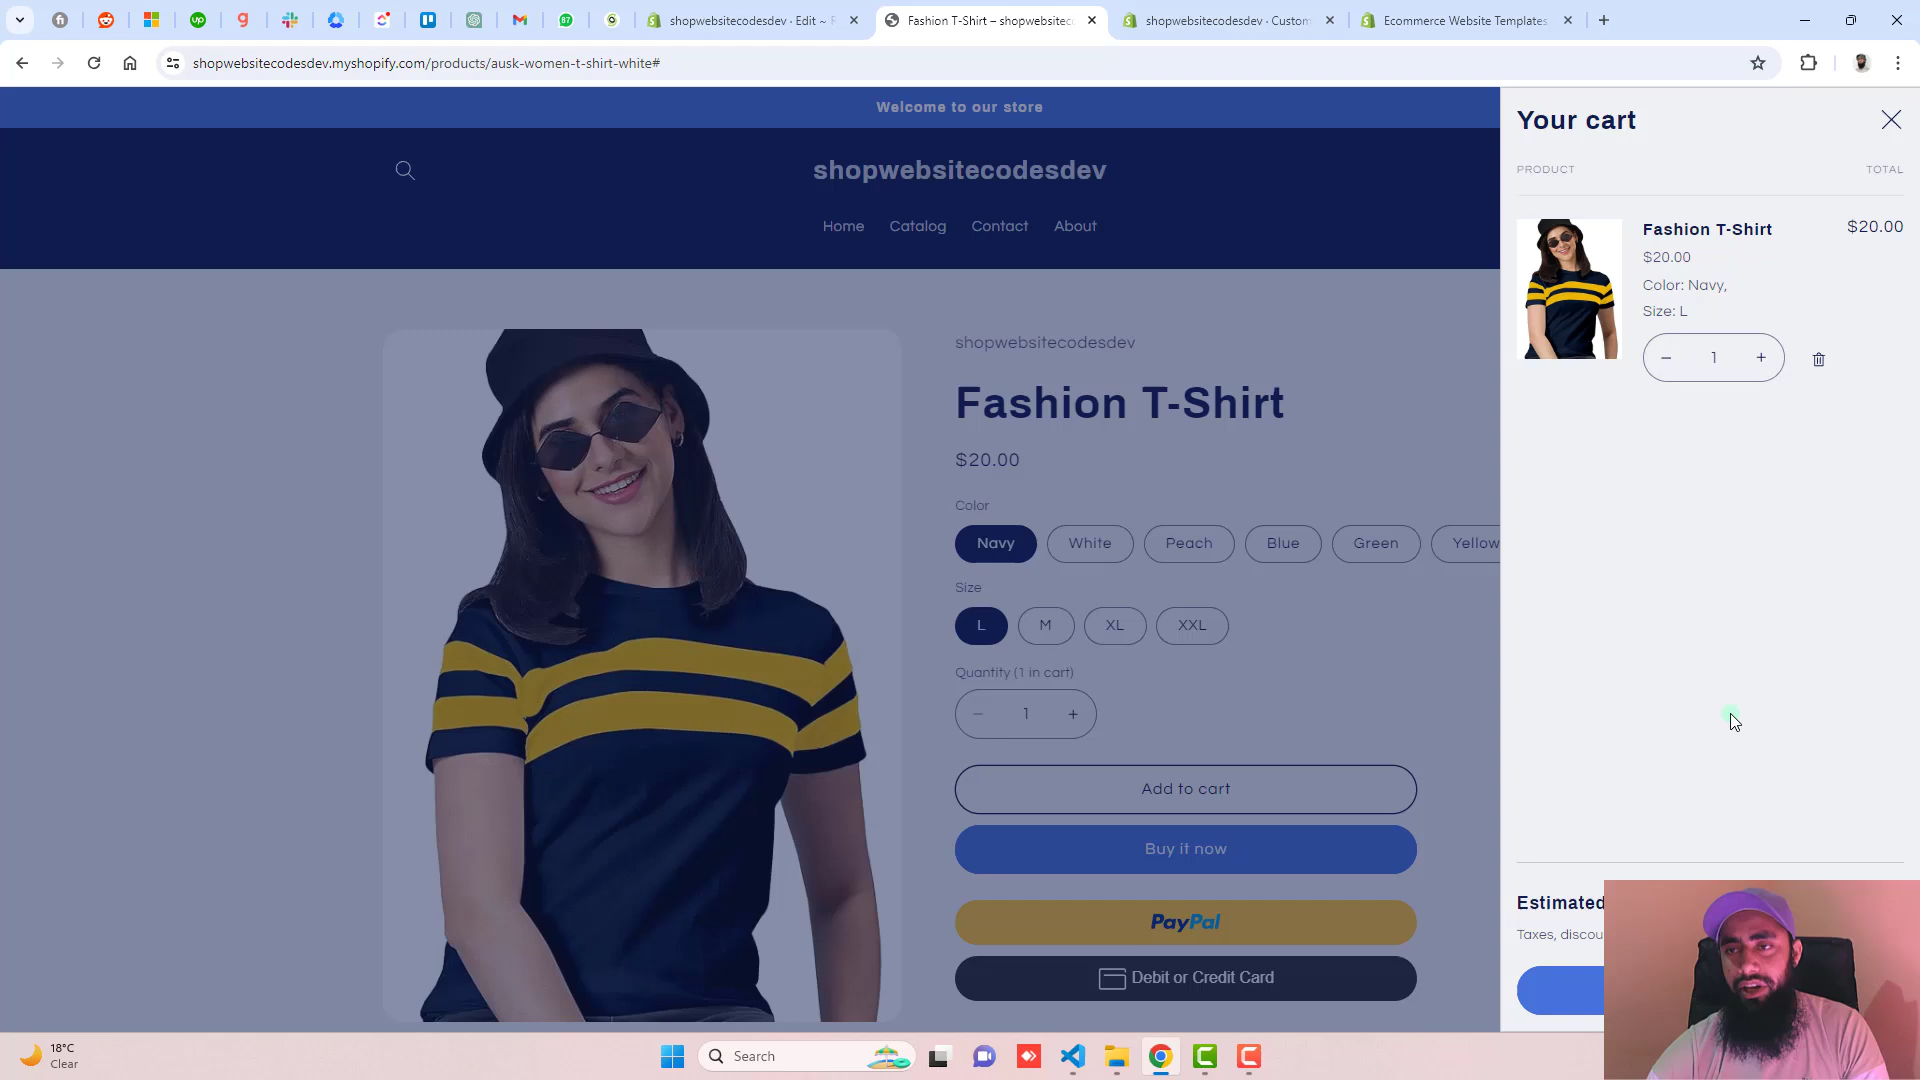 shopwebsitecodesdev · Edit ~ R
Fashion T-Shirt – shopwebsitec
shopwebsitecodesdev · Custom
Ecommerce Website Templates
shopwebsitecodesdev.myshopify.com/products/ausk-women-t-shirt-white#
Welcome to our store
shopwebsitecodesdev
Home Catalog Contact About
shopwebsitecodesdev
Fashion T-Shirt
$20.00
Color
Navy White Peach Blue Green Yellow
Size
L M XL XXL
Quantity (1 in cart)
1
Add to cart
Buy it now
PayPal
Debit or Credit Card
Your cart
PRODUCT TOTAL
Fashion T-Shirt $20.00
$20.00
Color: Navy,
Size: L
1
Estimated
Taxes, discou
18°C
Clear
Search